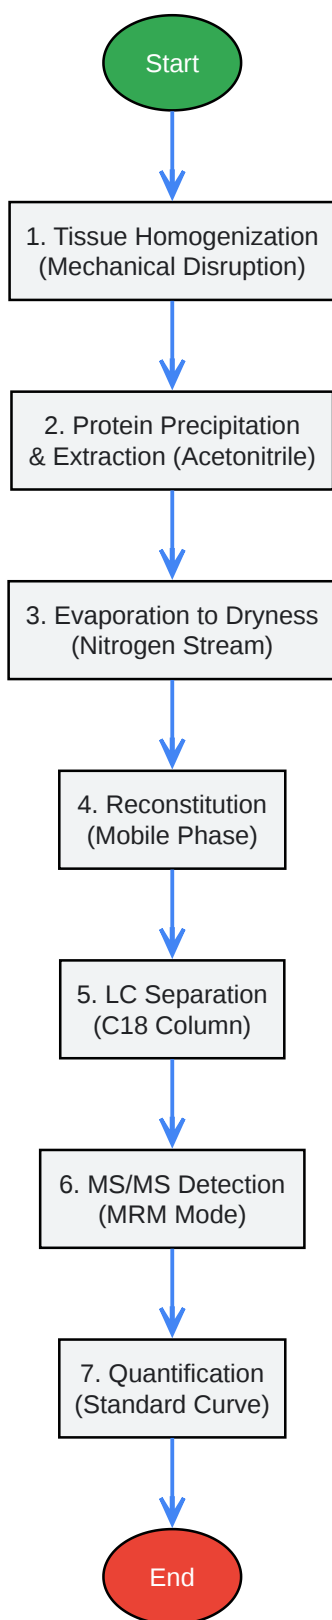 Start
1. Tissue Homogenization
(Mechanical Disruption)
2. Protein Precipitation
& Extraction (Acetonitrile)
3. Evaporation to Dryness
(Nitrogen Stream)
4. Reconstitution
(Mobile Phase)
5. LC Separation
(C18 Column)
6. MS/MS Detection
(MRM Mode)
7. Quantification
(Standard Curve)
End